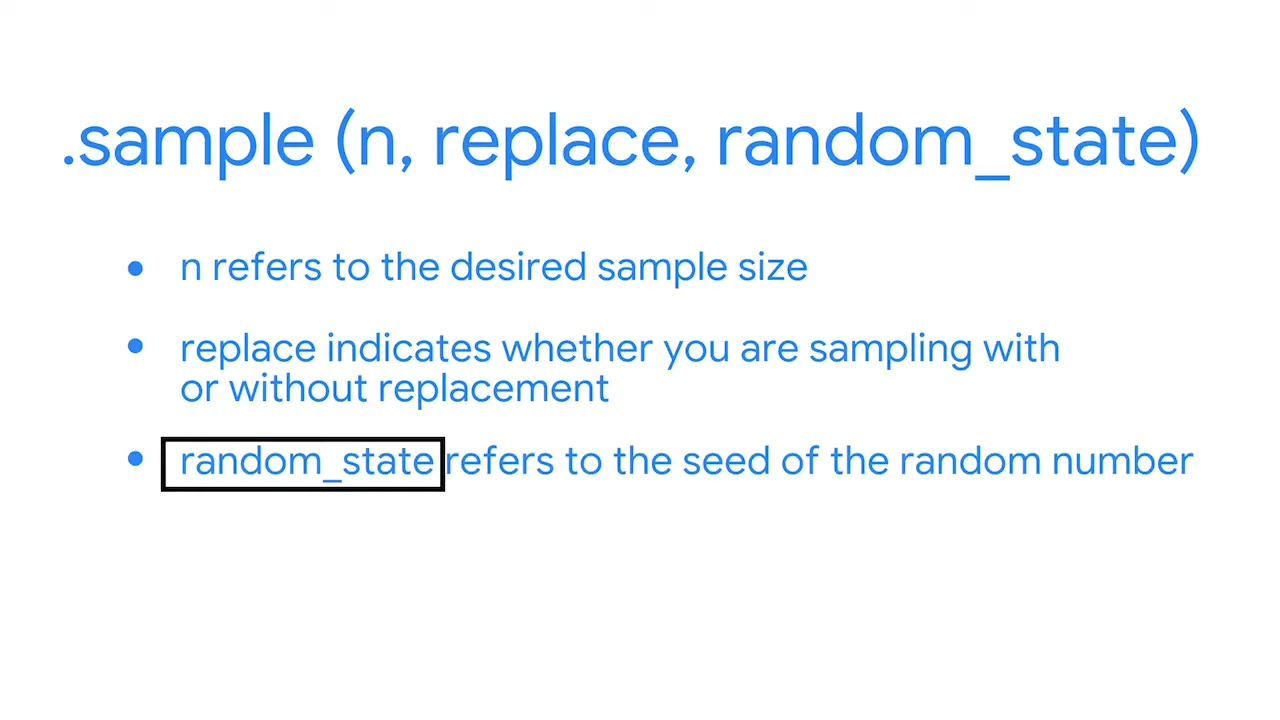 .sample (n, replace, random_state)
• n refers to the desired sample size
• replace indicates whether you are sampling with
or without replacement
• random_state refers to the seed of the random number